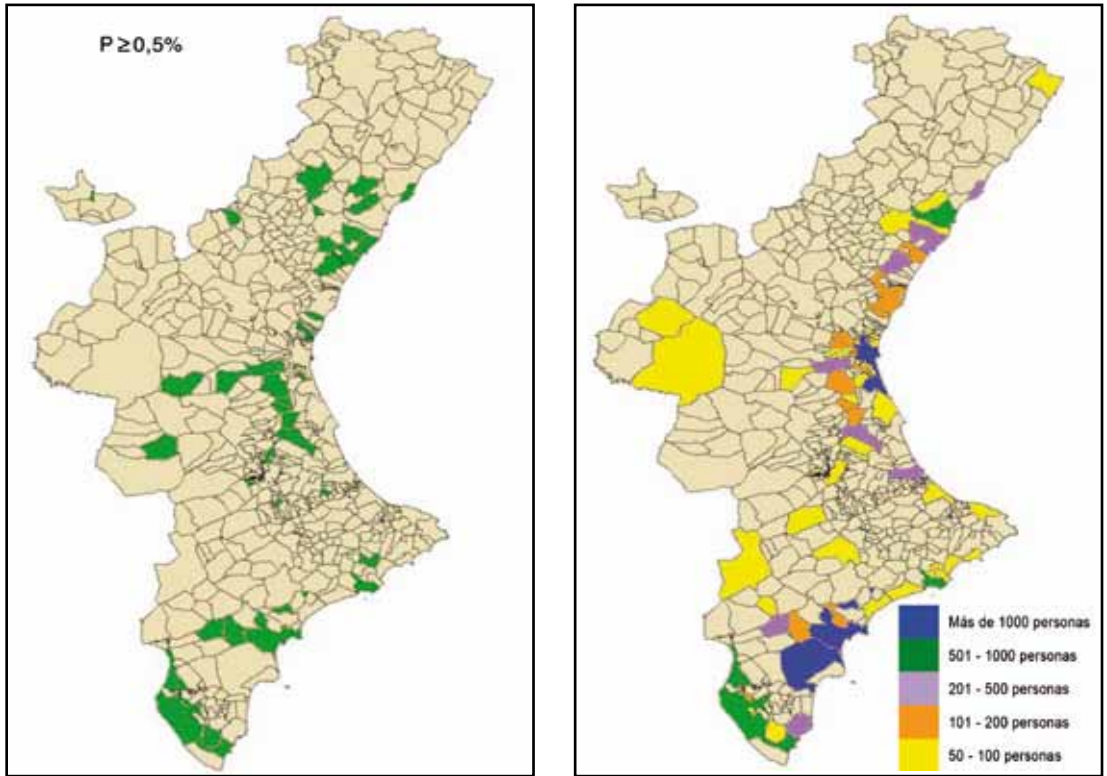 P ≥ 0,5%
Más de 1000 personas
501 - 1000 personas
201 - 500 personas
101 - 200 personas
50 - 100 personas